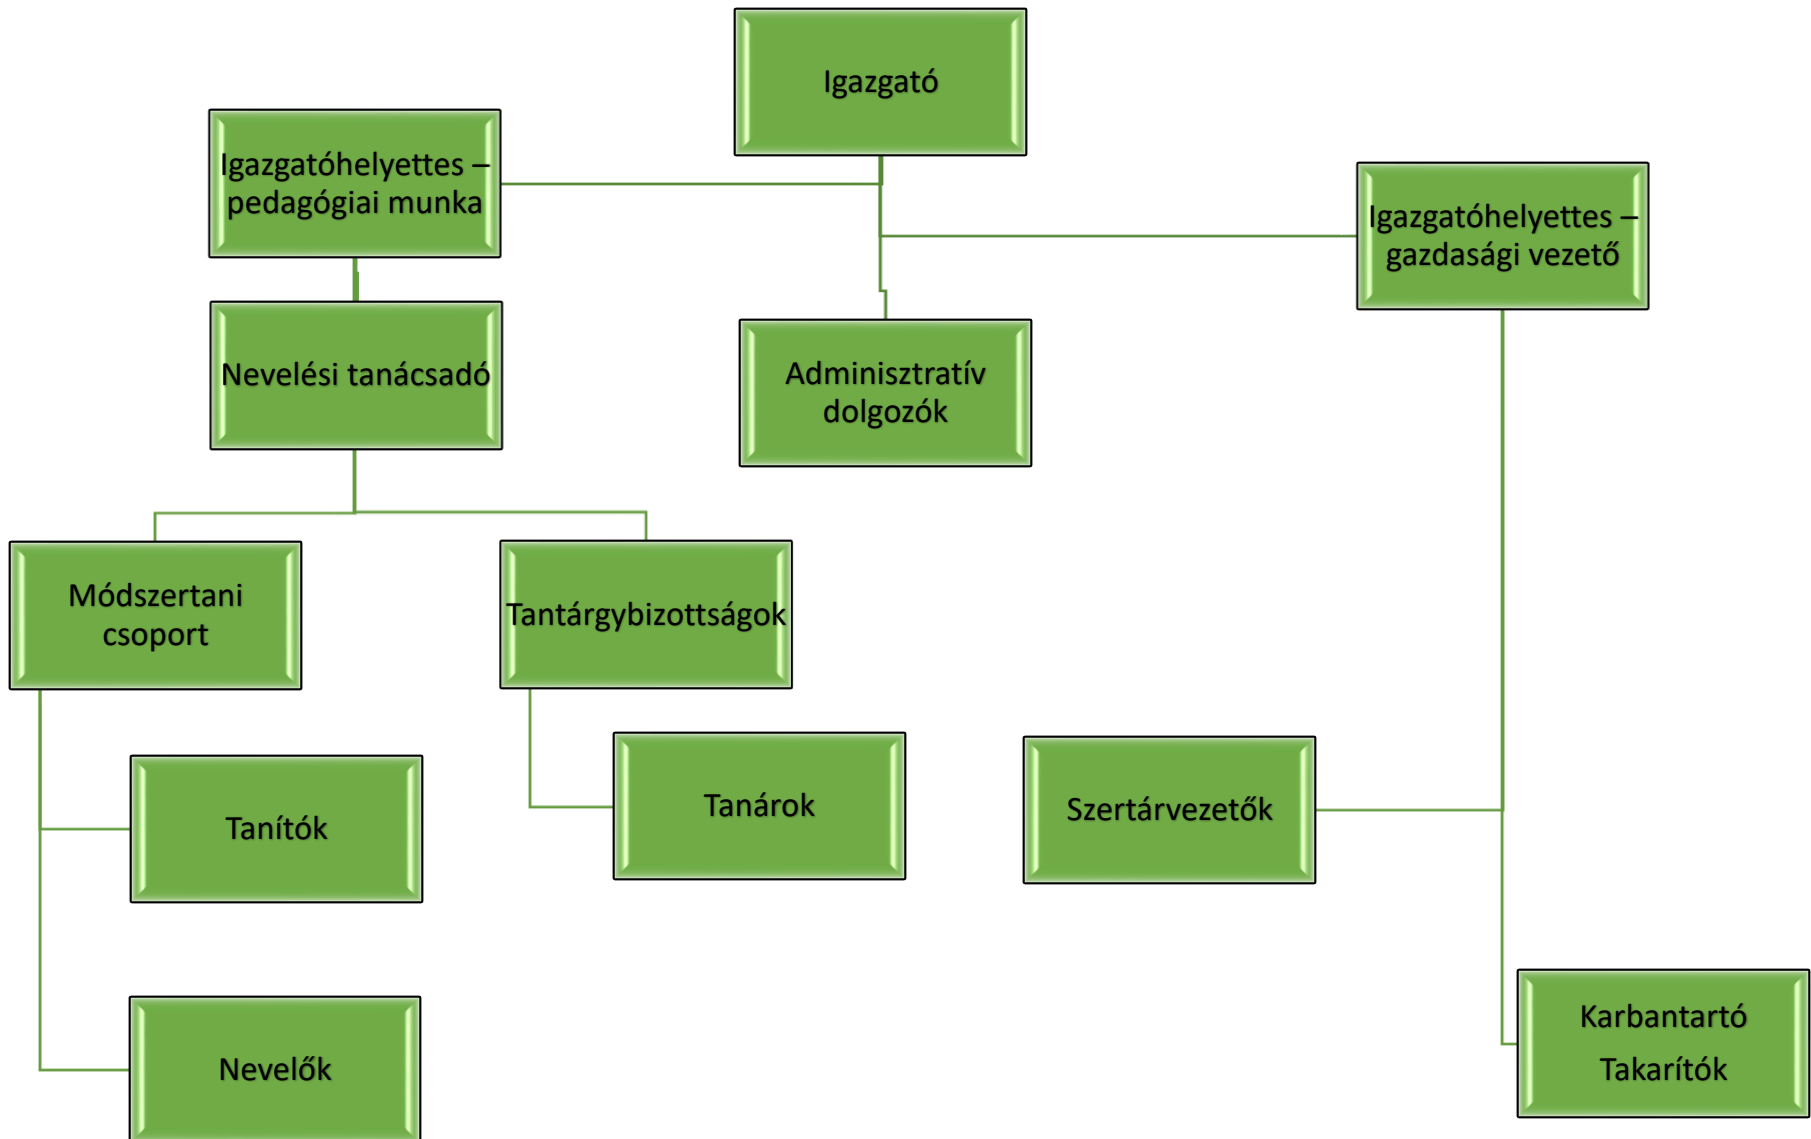 Igazgató
Igazgatóhelyettes –
pedagógiai munka
Igazgatóhelyettes –
gazdasági vezető
Nevelési tanácsadó
Adminisztratív
dolgozók
Módszertani
csoport
Tantárgybizottságok
Tanítók
Tanárok
Szertárvezetők
Nevelők
Karbantartó
Takarítók